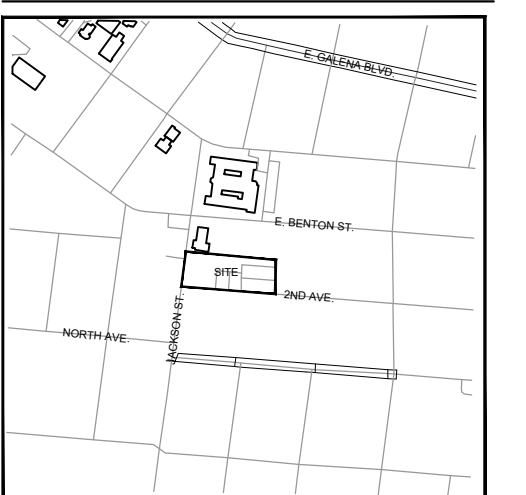 E. GALENA BLVD.
E. BENTON ST.
SITE
2ND AVE.
JACKSON ST.
NORTH AVE.